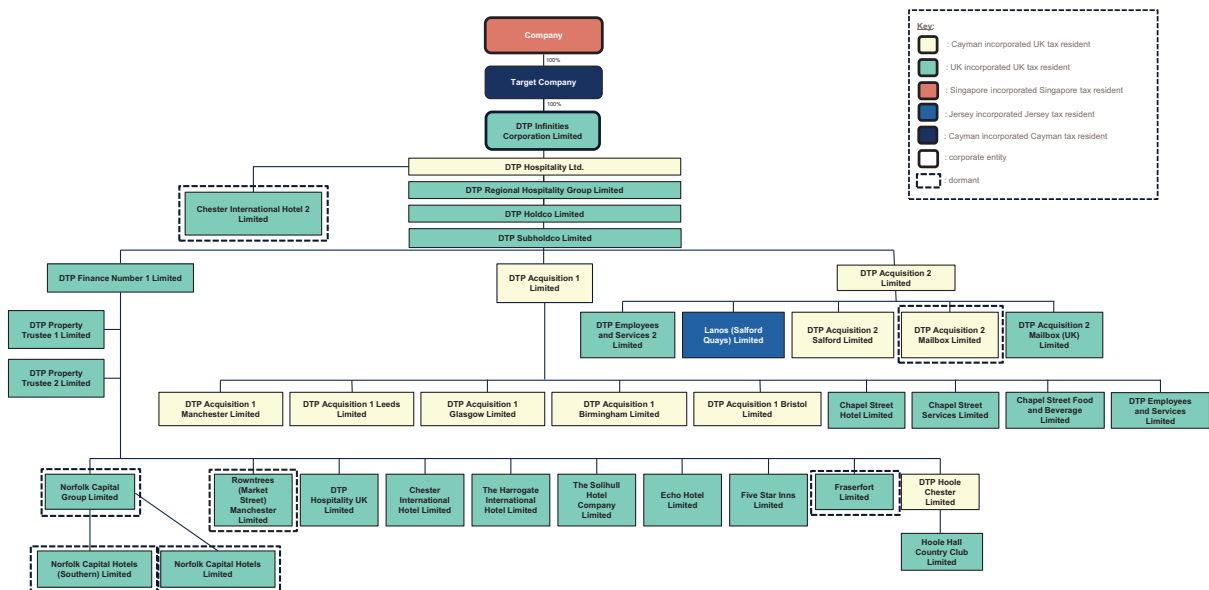 Company
100%
Target Company
100%
DTP Infinities
Corporation Limited
Key:
: Cayman incorporated UK tax resident
: UK incorporated UK tax resident
: Singapore incorporated Singapore tax resident
: Jersey incorporated Jersey tax resident
: Cayman incorporated Cayman tax resident
: corporate entity
: dormant
DTP Hospitality Ltd.
DTP Regional Hospitality Group Limited
DTP Holdco Limited
DTP Subholdco Limited
Chester International Hotel 2
Limited
DTP Finance Number 1 Limited
DTP Acquisition 1
Limited
DTP Acquisition 2
Limited
DTP Property
Trustee 1 Limited
DTP Property
Trustee 2 Limited
DTP Employees
and Services 2
Limited
Lanos (Salford
Quays) Limited
DTP Acquisition 2
Salford Limited
DTP Acquisition 2
Mailbox Limited
DTP Acquisition 2
Mailbox (UK)
Limited
DTP Acquisition 1
Manchester Limited
DTP Acquisition 1 Leeds
Limited
DTP Acquisition 1
Glasgow Limited
DTP Acquisition 1
Birmingham Limited
DTP Acquisition 1 Bristol
Limited
Chapel Street
Hotel Limited
Chapel Street
Services Limited
Chapel Street Food
and Beverage
Limited
DTP Employees
and Services
Limited
Norfolk Capital
Group Limited
Rowntrees
(Market
Street)
Manchester
Limited
DTP
Hospitality UK
Limited
Chester
International
Hotel Limited
The Harrogate
International
Hotel Limited
The Solihull
Hotel
Company
Limited
Echo Hotel
Limited
Five Star Inns
Limited
Fraserfort
Limited
DTP Hoole
Chester
Limited
Hoole Hall
Country Club
Limited
Norfolk Capital Hotels
(Southern) Limited
Norfolk Capital Hotels
Limited